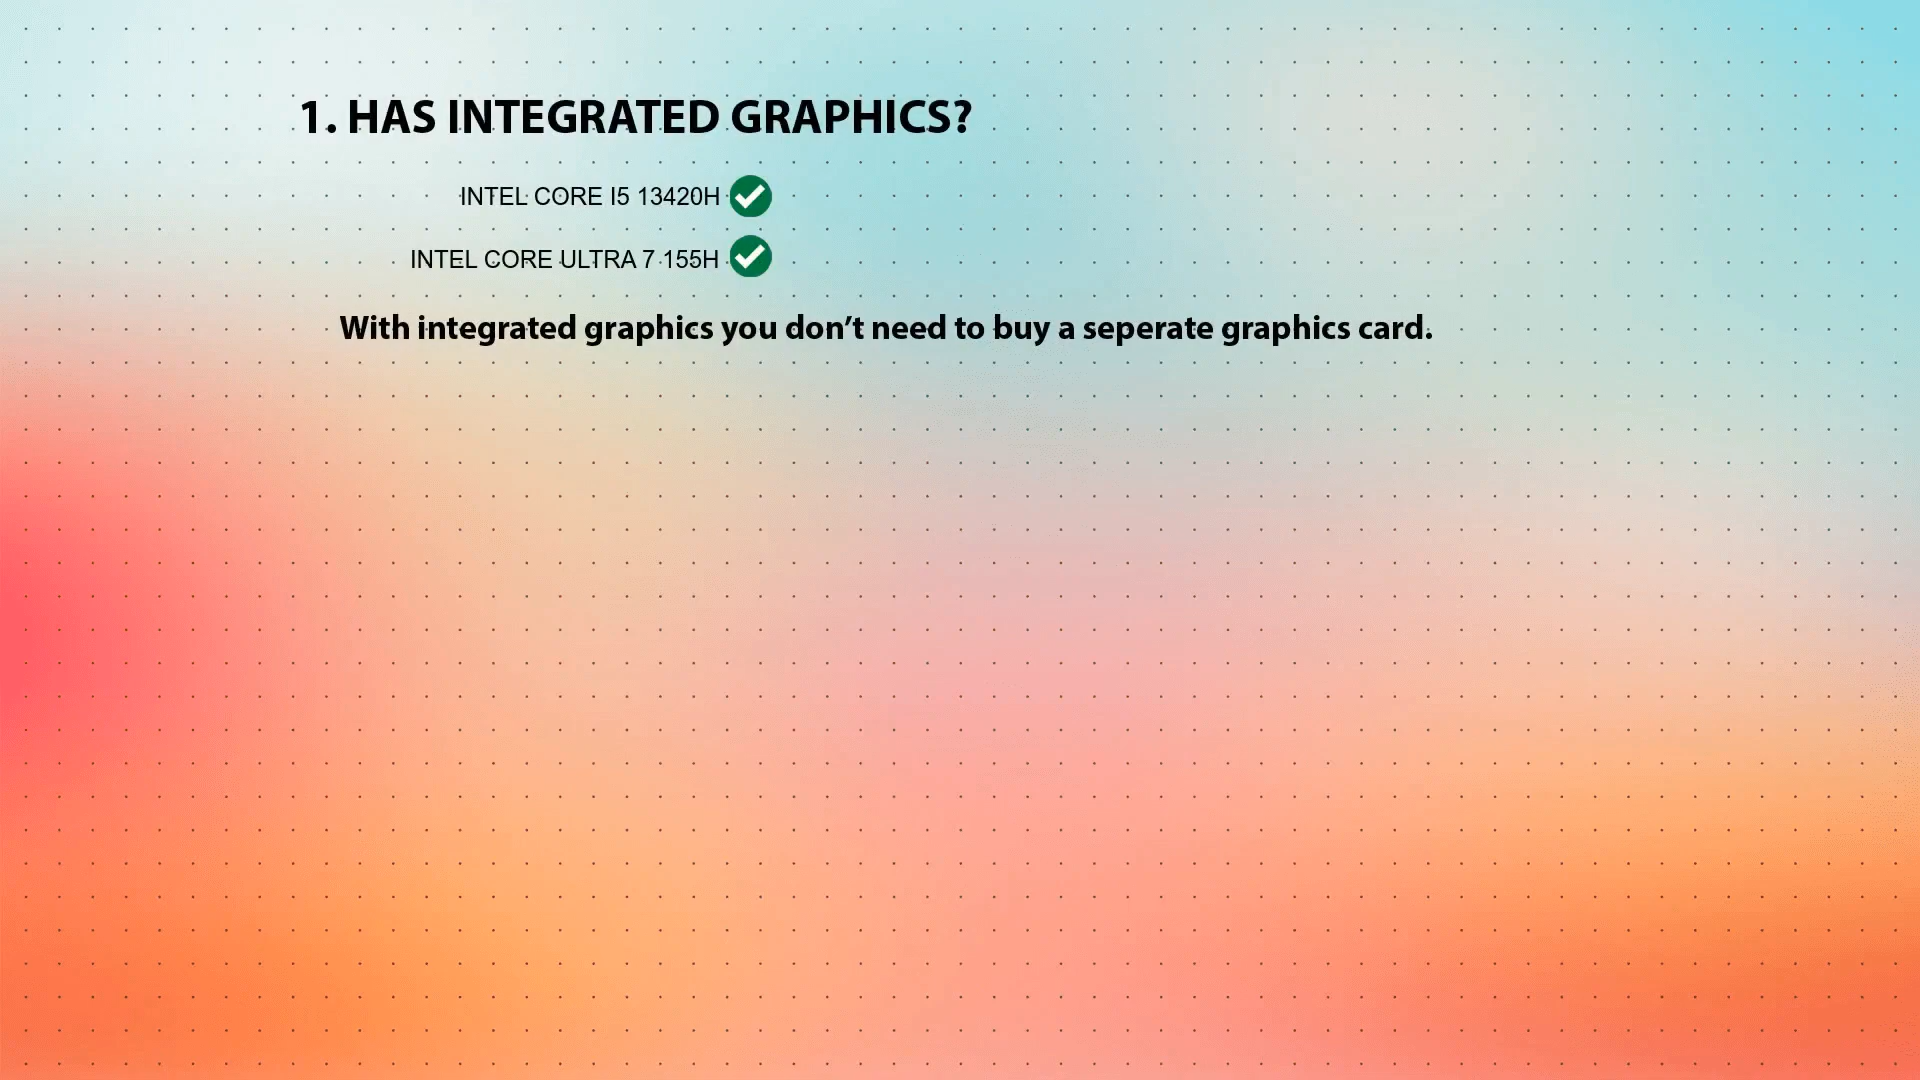 1. HAS INTEGRATED GRAPHICS?
INTEL CORE I5 13420H
INTEL CORE ULTRA 7 155H
With integrated graphics you don’t need to buy a seperate graphics card.